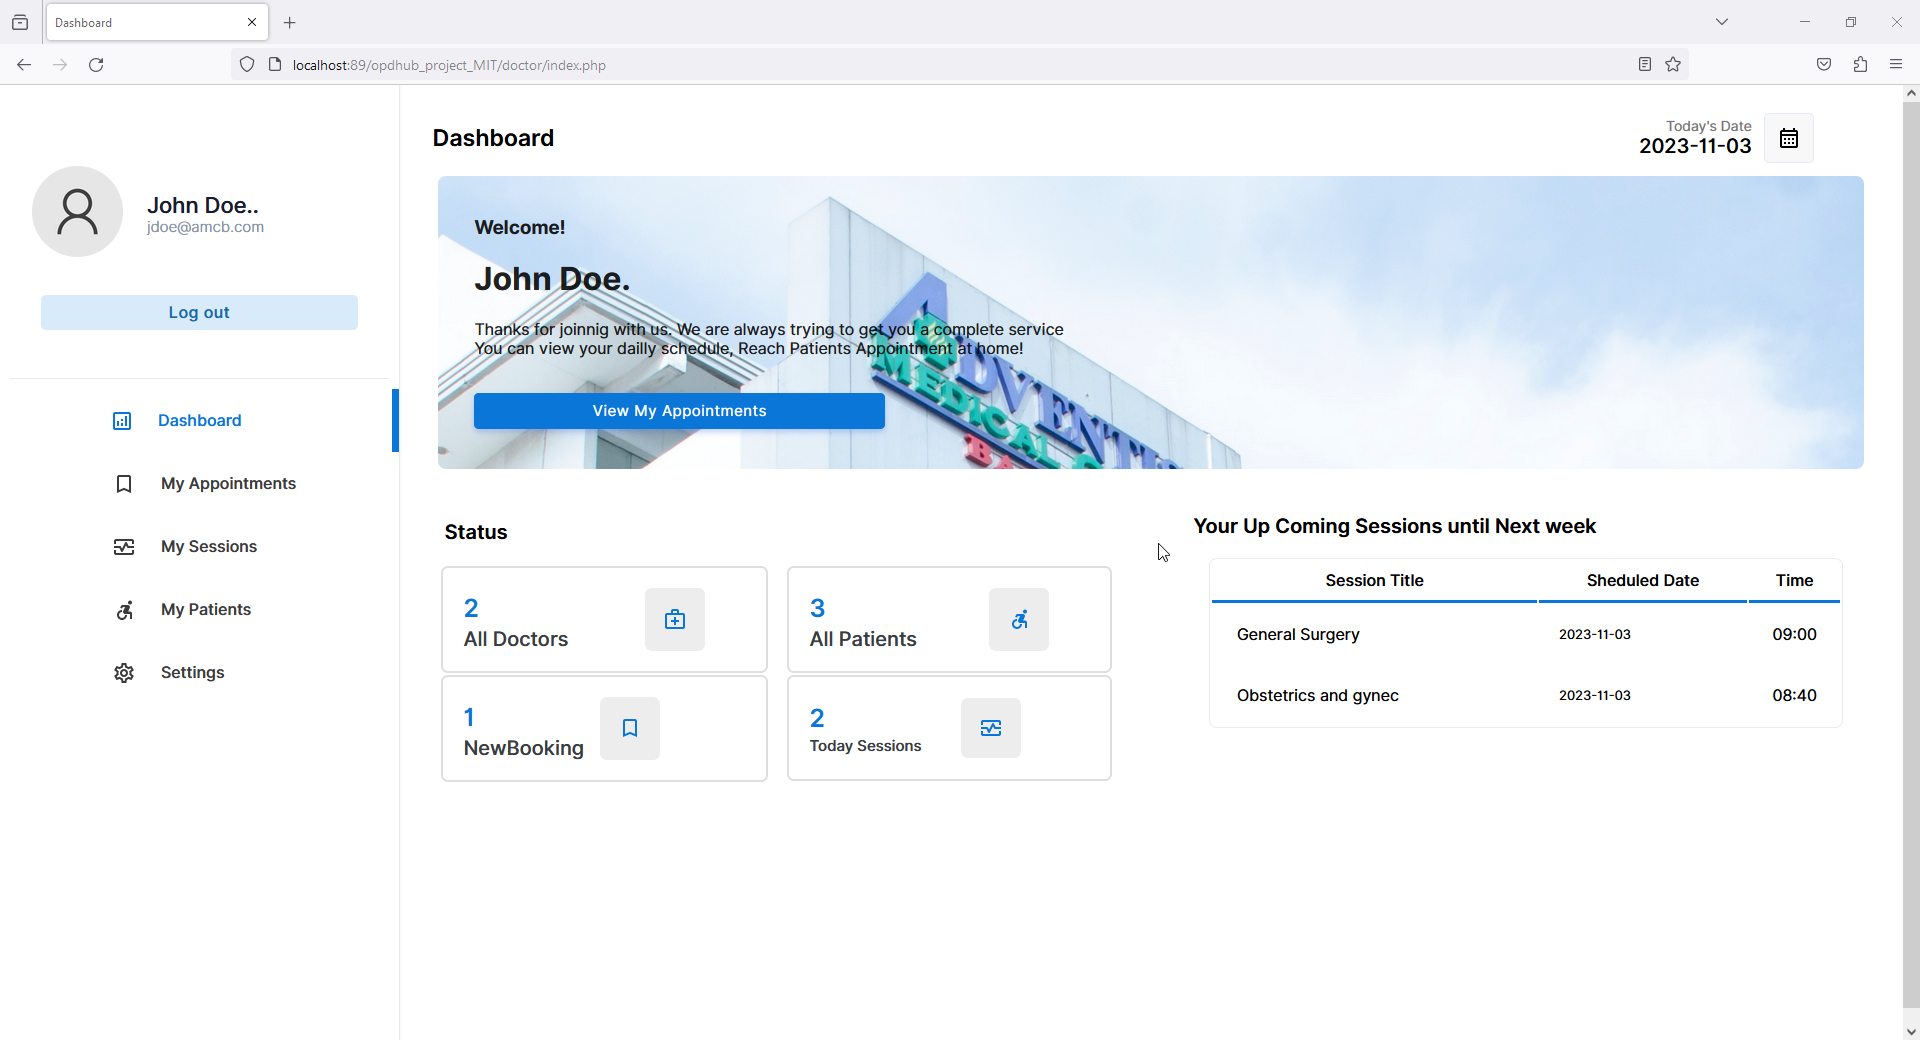 Dashboard
localhost:89/opdhub_project_MIT/doctor/index.php
John Doe..
jdoe@amcb.com
Log out
Dashboard
My Appointments
My Sessions
My Patients
Settings
Dashboard
Today's Date
2023-11-03
Welcome!
John Doe.
Thanks for joinnig with us. We are always trying to get you a complete service
You can view your dailly schedule, Reach Patients Appointment at home!
View My Appointments
ADVENTIS
MEDICAL C
BA
Status
2
All Doctors
3
All Patients
1
NewBooking
2
Today Sessions
Your Up Coming Sessions until Next week
Session Title Sheduled Date Time
General Surgery 2023-11-03 09:00
Obstetrics and gynec 2023-11-03 08:40